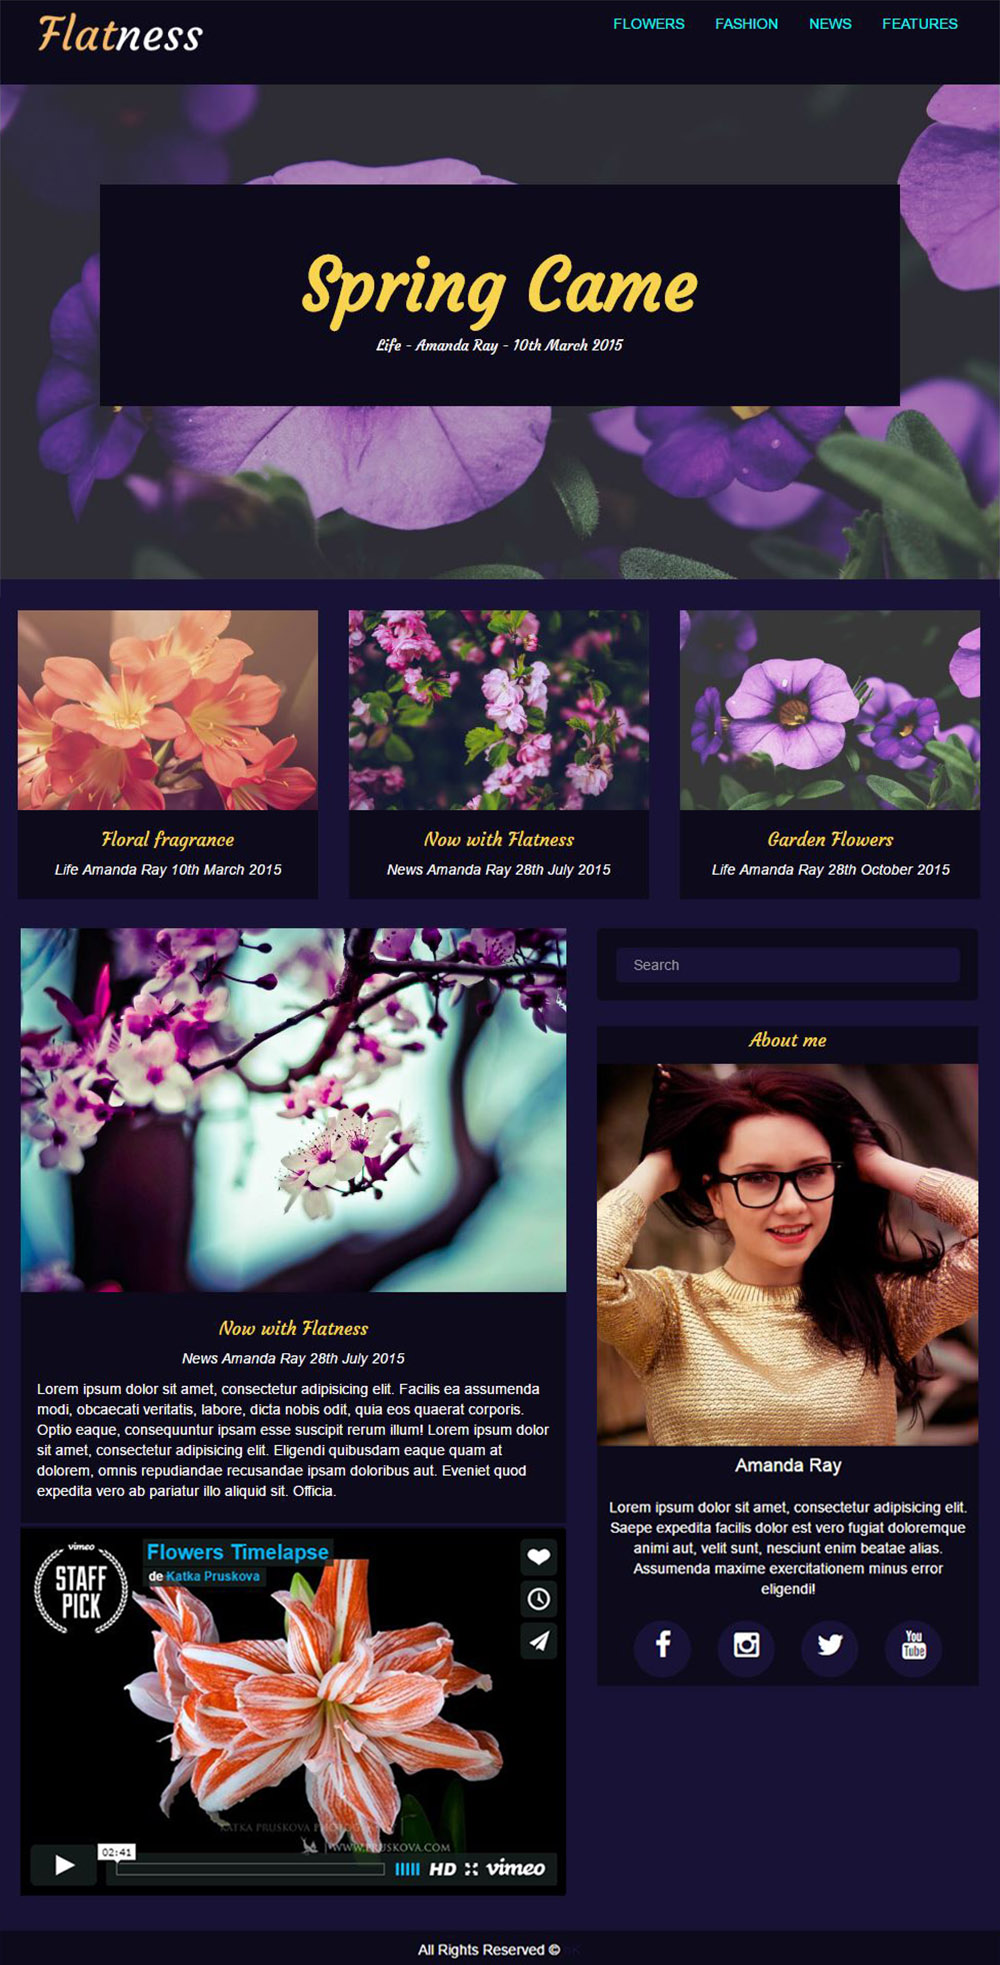 Flatness
FLOWERS FASHION NEWS FEATURES
Spring Came
Life - Amanda Ray - 10th March 2015
Floral fragrance
Life Amanda Ray 10th March 2015
Now with Flatness
News Amanda Ray 28th July 2015
Garden Flowers
Life Amanda Ray 28th October 2015
Now with Flatness
News Amanda Ray 28th July 2015
Lorem ipsum dolor sit amet, consectetur adipisicing elit. Facilis ea assumenda
modi, obcaecati veritatis, labore, dicta nobis odit, quia eos quaerat corporis.
Optio eaque, consequuntur ipsam esse suscipit rerum illum! Lorem ipsum dolor
sit amet, consectetur adipisicing elit. Eligendi quibusdam eaque quam at
dolorem, omnis repudiandae recusandae ipsam doloribus aut. Eveniet quod
expedita vero ab pariatur illo aliquid sit. Officia.
vimeo
STAFF
PICK
Flowers Timelapse
de Katka Pruskova
KATKA PRUSKOVA PHOTOGRAPHY
WWW.PRUSKOVA.COM
02:41
HD vimeo
Search
About me
Amanda Ray
Lorem ipsum dolor sit amet, consectetur adipisicing elit.
Saepe expedita facilis dolor est vero fugiat doloremque
animi aut, velit sunt, nesciunt enim beatae alias.
Assumenda maxime exercitationem minus error
eligendi!
You
Tube
All Rights Reserved ©